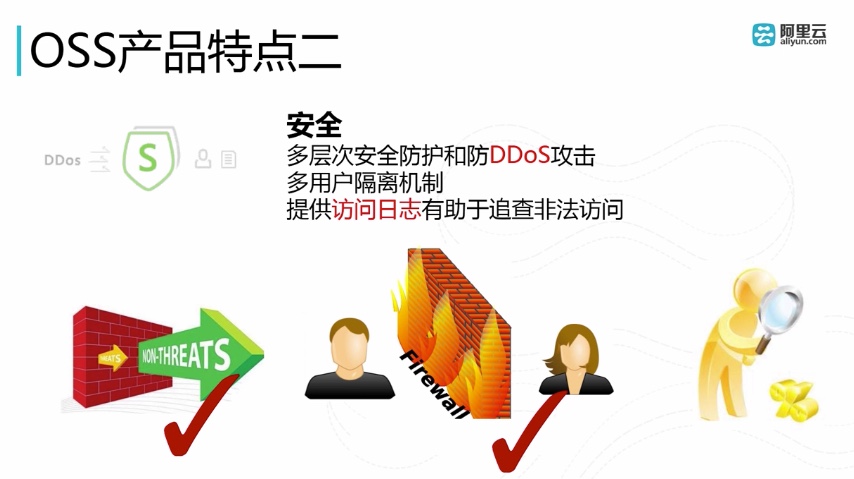 OSS产品特点二
阿里云
aliyun.com
安全
多层次安全防护和防DDoS攻击
多用户隔离机制
提供访问日志有助于追查非法访问
DDos
S
NON-THREATS
Firewall